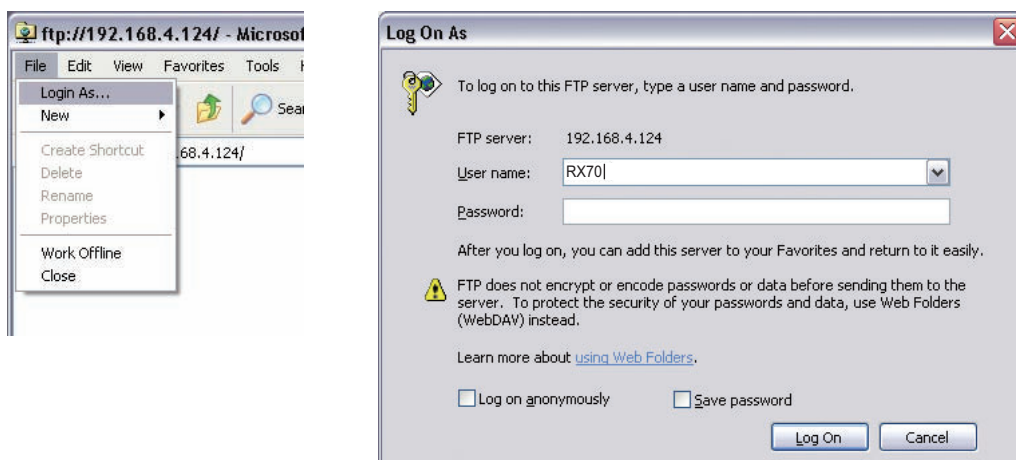 ftp://192.168.4.124/ - Microsof
File Edit View Favorites Tools
Login As...
New
Sear
Create Shortcut
.68.4.124/
Delete
Rename
Properties
Work Offline
Close
Log On As
To log on to this FTP server, type a user name and password.
FTP server: 192.168.4.124
User name: RX70
Password:
After you log on, you can add this server to your Favorites and return to it easily.
FTP does not encrypt or encode passwords or data before sending them to the
server. To protect the security of your passwords and data, use Web Folders
(WebDAV) instead.
Learn more about using Web Folders.
Log on anonymously Save password
Log On Cancel